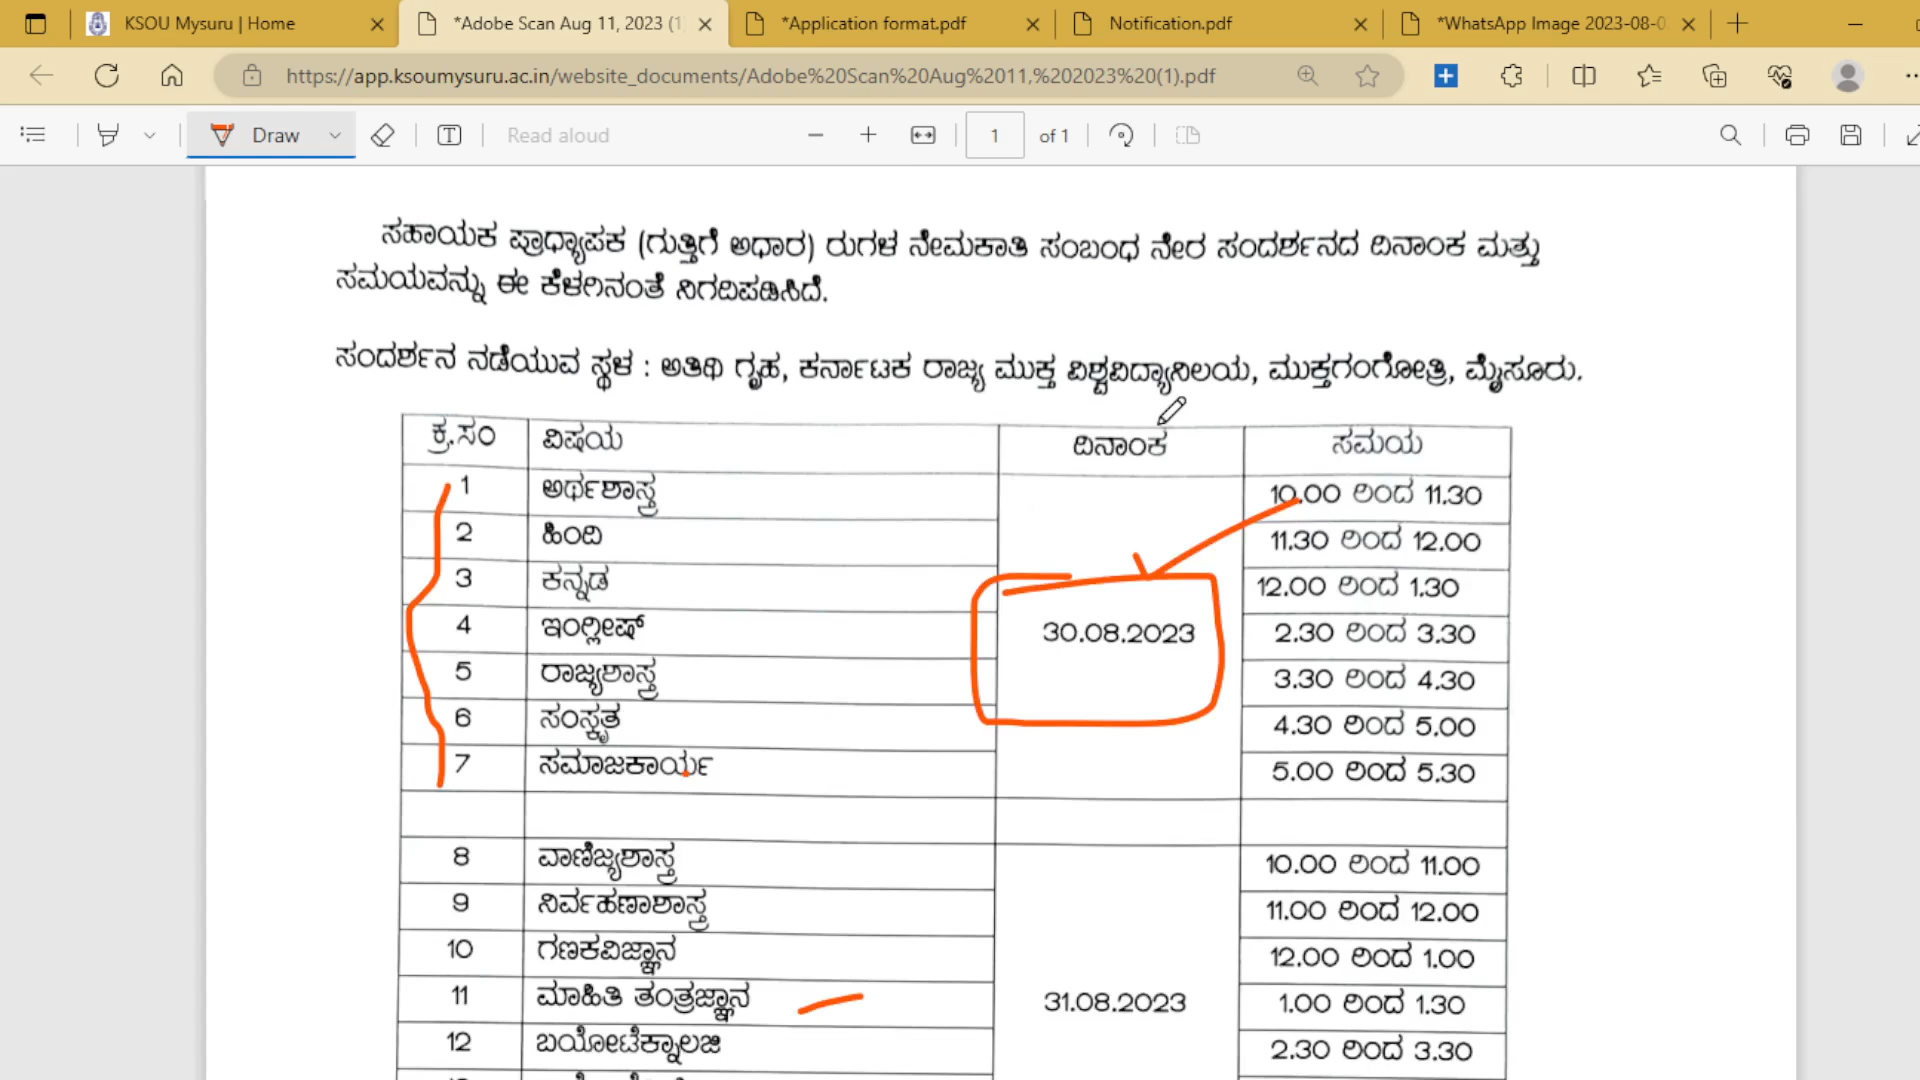 KSOU Mysuru | Home
*Adobe Scan Aug 11, 2023 (1)
*Application format.pdf
Notification.pdf
*WhatsApp Image 2023-08-0
https://app.ksoumysuru.ac.in/website_documents/Adobe%20Scan%20Aug%2011,%202023%20(1).pdf
Draw
Read aloud
1 of 1
ಸಹಾಯಕ ಪ್ರಾಧ್ಯಾಪಕ (ಗುತ್ತಿಗೆ ಅಧಾರ) ರುಗಳ ನೇಮಕಾತಿ ಸಂಬಂಧ ನೇರ ಸಂದರ್ಶನದ ದಿನಾಂಕ ಮತ್ತು
ಸಮಯವನ್ನು ಈ ಕೆಳಗಿನಂತೆ ನಿಗದಿಪಡಿಸಿದೆ.
ಸಂದರ್ಶನ ನಡೆಯುವ ಸ್ಥಳ : ಅತಿಥಿ ಗೃಹ, ಕರ್ನಾಟಕ ರಾಜ್ಯ ಮುಕ್ತ ವಿಶ್ವವಿದ್ಯಾನಿಲಯ, ಮುಕ್ತಗಂಗೋತ್ರಿ, ಮೈಸೂರು.
ಕ್ರ.ಸಂ ವಿಷಯ ದಿನಾಂಕ ಸಮಯ
1 ಅರ್ಥಶಾಸ್ತ್ರ 10.00 ರಿಂದ 11.30
2 ಹಿಂದಿ 11.30 ರಿಂದ 12.00
3 ಕನ್ನಡ 12.00 ರಿಂದ 1.30
4 ಇಂಗ್ಲೀಷ್ 30.08.2023 2.30 ರಿಂದ 3.30
5 ರಾಜ್ಯಶಾಸ್ತ್ರ 3.30 ರಿಂದ 4.30
6 ಸಂಸ್ಕೃತ 4.30 ರಿಂದ 5.00
7 ಸಮಾಜಕಾರ್ಯ 5.00 ರಿಂದ 5.30
8 ವಾಣಿಜ್ಯಶಾಸ್ತ್ರ 10.00 ರಿಂದ 11.00
9 ನಿರ್ವಹಣಾಶಾಸ್ತ್ರ 11.00 ರಿಂದ 12.00
10 ಗಣಕವಿಜ್ಞಾನ 12.00 ರಿಂದ 1.00
11 ಮಾಹಿತಿ ತಂತ್ರಜ್ಞಾನ 31.08.2023 1.00 ರಿಂದ 1.30
12 ಬಯೋಟೆಕ್ನಾಲಜಿ 2.30 ರಿಂದ 3.30